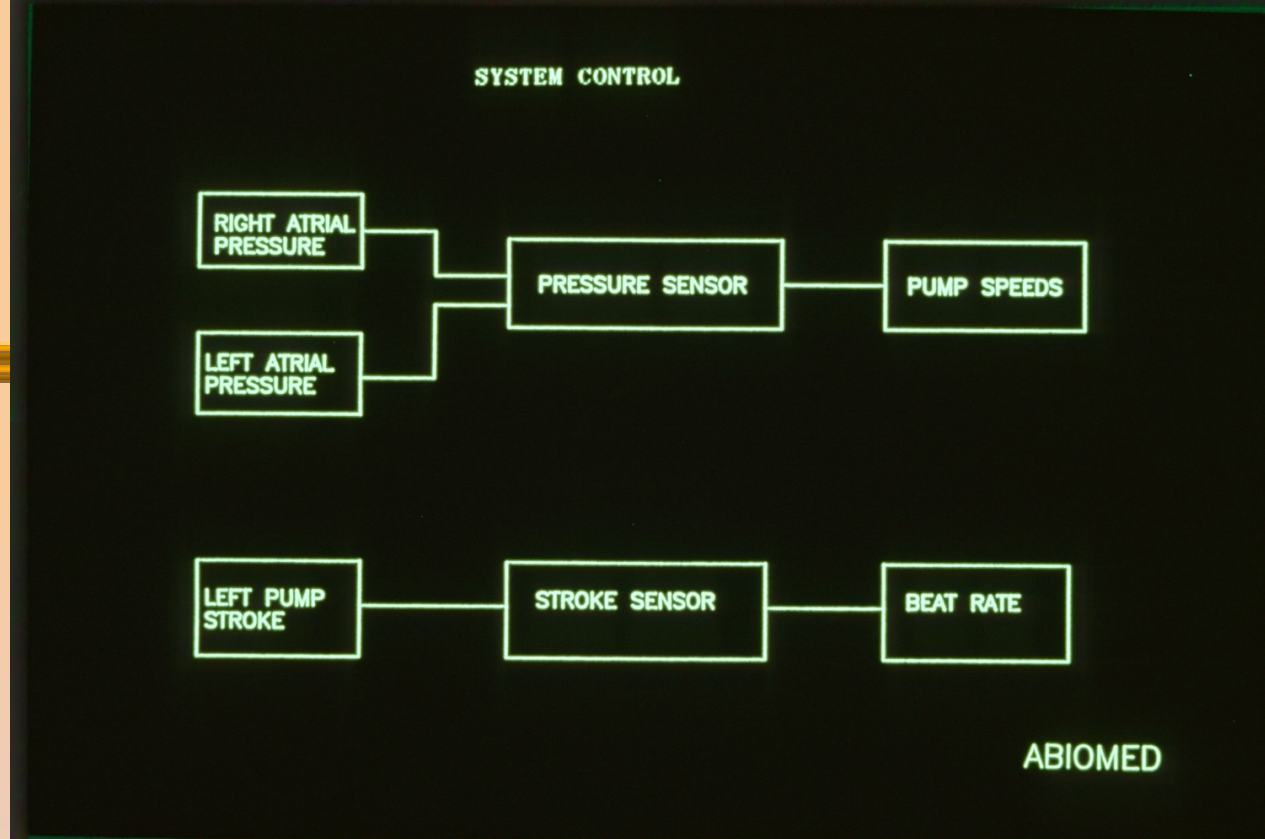 SYSTEM CONTROL
RIGHT ATRIAL
PRESSURE
PRESSURE SENSOR
PUMP SPEEDS
LEFT ATRIAL
PRESSURE
LEFT PUMP
STROKE
STROKE SENSOR
BEAT RATE
ABIOMED